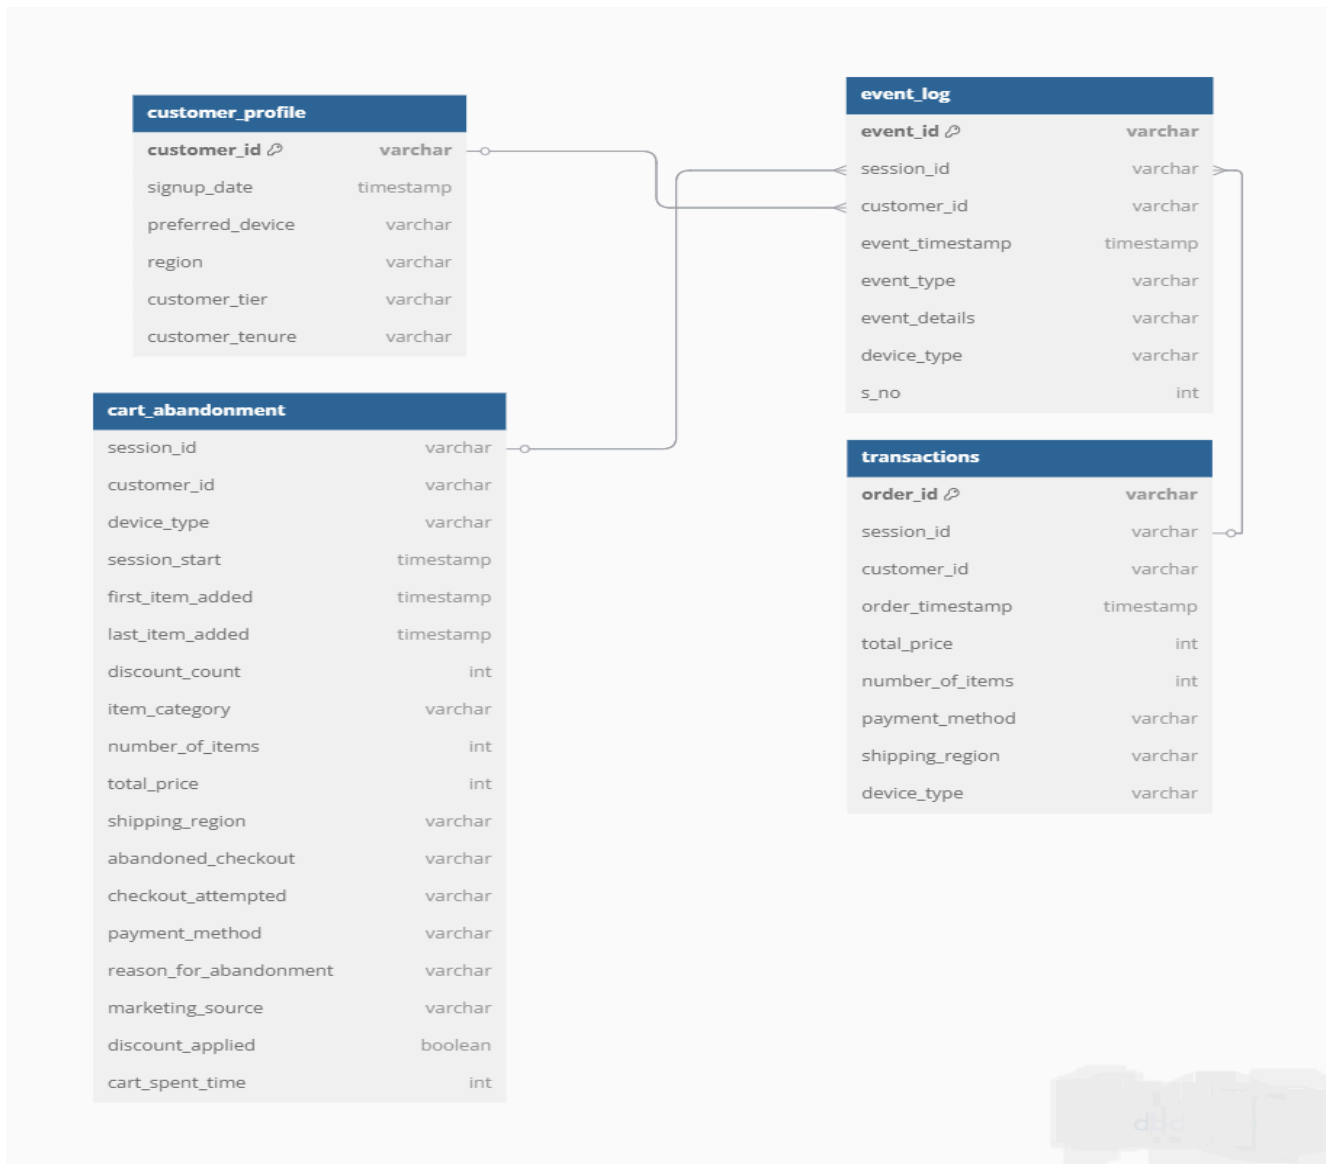 customer_profile
customer_id varchar
signup_date timestamp
preferred_device varchar
region varchar
customer_tier varchar
customer_tenure varchar
cart_abandonment
session_id varchar
customer_id varchar
device_type varchar
session_start timestamp
first_item_added timestamp
last_item_added timestamp
discount_count int
item_category varchar
number_of_items int
total_price int
shipping_region varchar
abandoned_checkout varchar
checkout_attempted varchar
payment_method varchar
reason_for_abandonment varchar
marketing_source varchar
discount_applied boolean
cart_spent_time int
event_log
event_id varchar
session_id varchar
customer_id varchar
event_timestamp timestamp
event_type varchar
event_details varchar
device_type varchar
s_no int
transactions
order_id varchar
session_id varchar
customer_id varchar
order_timestamp timestamp
total_price int
number_of_items int
payment_method varchar
shipping_region varchar
device_type varchar